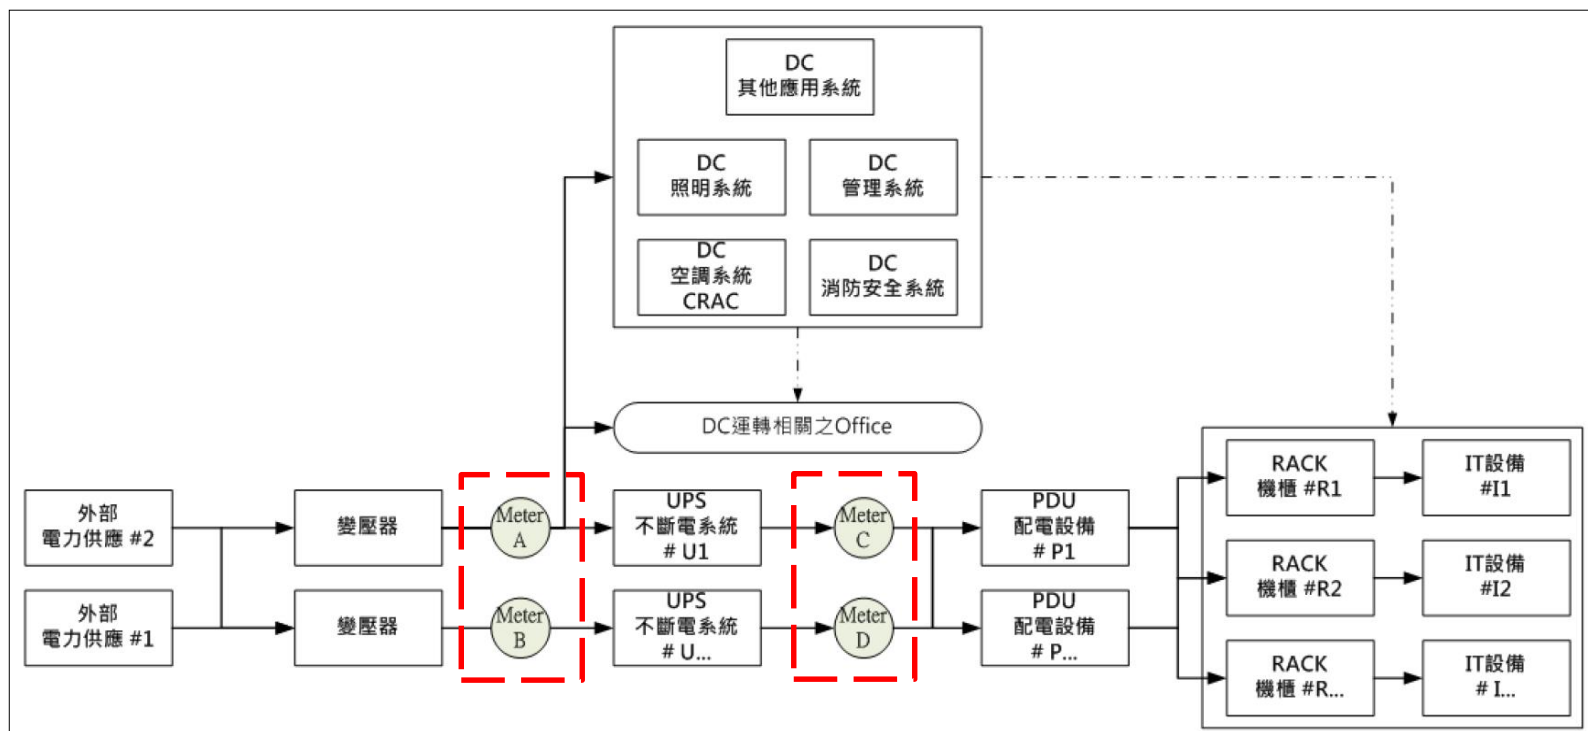 DC
其他應用系統
DC
照明系統
DC
管理系統
DC
空調系統
CRAC
DC
消防安全系統
DC運轉相關之Office
外部
電力供應 #2
變壓器
Meter
A
UPS
不斷電系統
# U1
Meter
C
PDU
配電設備
# P1
RACK
機櫃 #R1
IT設備
#I1
外部
電力供應 #1
變壓器
Meter
B
UPS
不斷電系統
# U...
Meter
D
PDU
配電設備
# P...
RACK
機櫃 #R2
IT設備
#I2
RACK
機櫃 #R...
IT設備
# I...